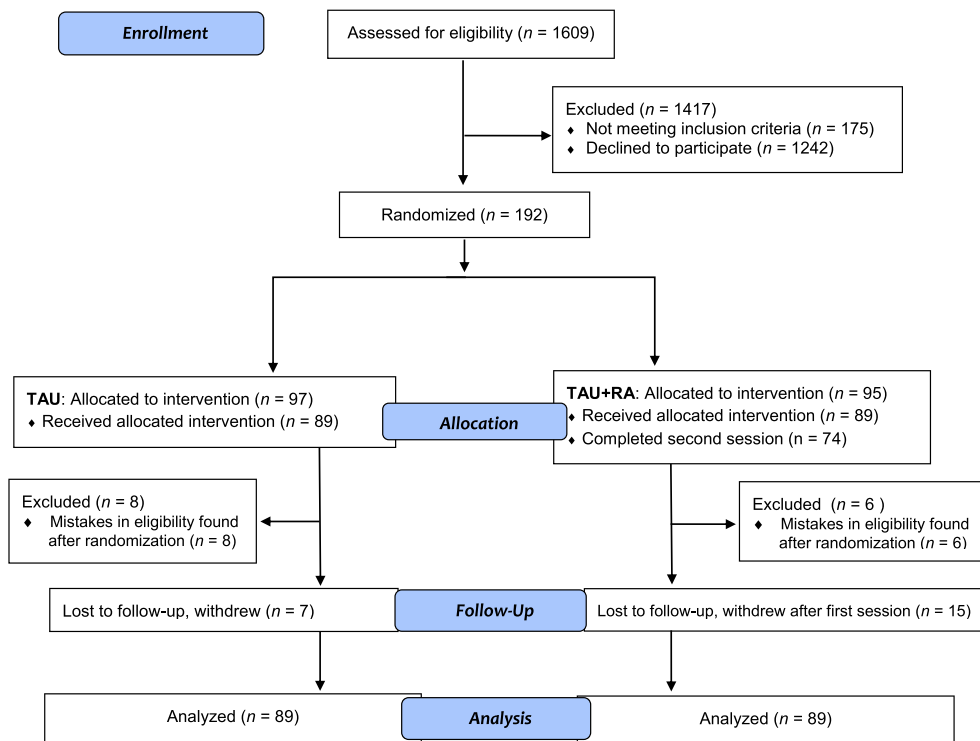 Enrollment
Assessed for eligibility (n = 1609)
Excluded (n = 1417)
♦ Not meeting inclusion criteria (n = 175)
♦ Declined to participate (n = 1242)
Randomized (n = 192)
TAU: Allocated to intervention (n = 97)
♦ Received allocated intervention (n = 89)
Allocation
TAU+RA: Allocated to intervention (n = 95)
♦ Received allocated intervention (n = 89)
♦ Completed second session (n = 74)
Excluded (n = 8)
♦ Mistakes in eligibility found
after randomization (n = 8)
Excluded (n = 6 )
♦ Mistakes in eligibility found
after randomization (n = 6)
Lost to follow-up, withdrew (n = 7)
Follow-Up
Lost to follow-up, withdrew after first session (n = 15)
Analyzed (n = 89)
Analysis
Analyzed (n = 89)